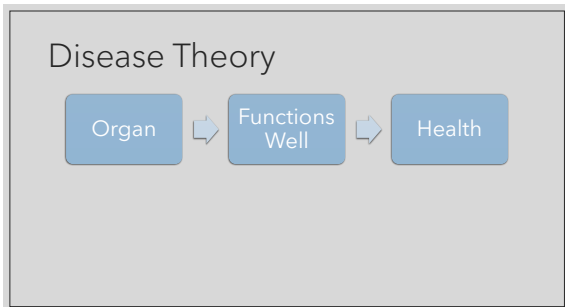 Disease Theory
Organ
Functions
Well
Health